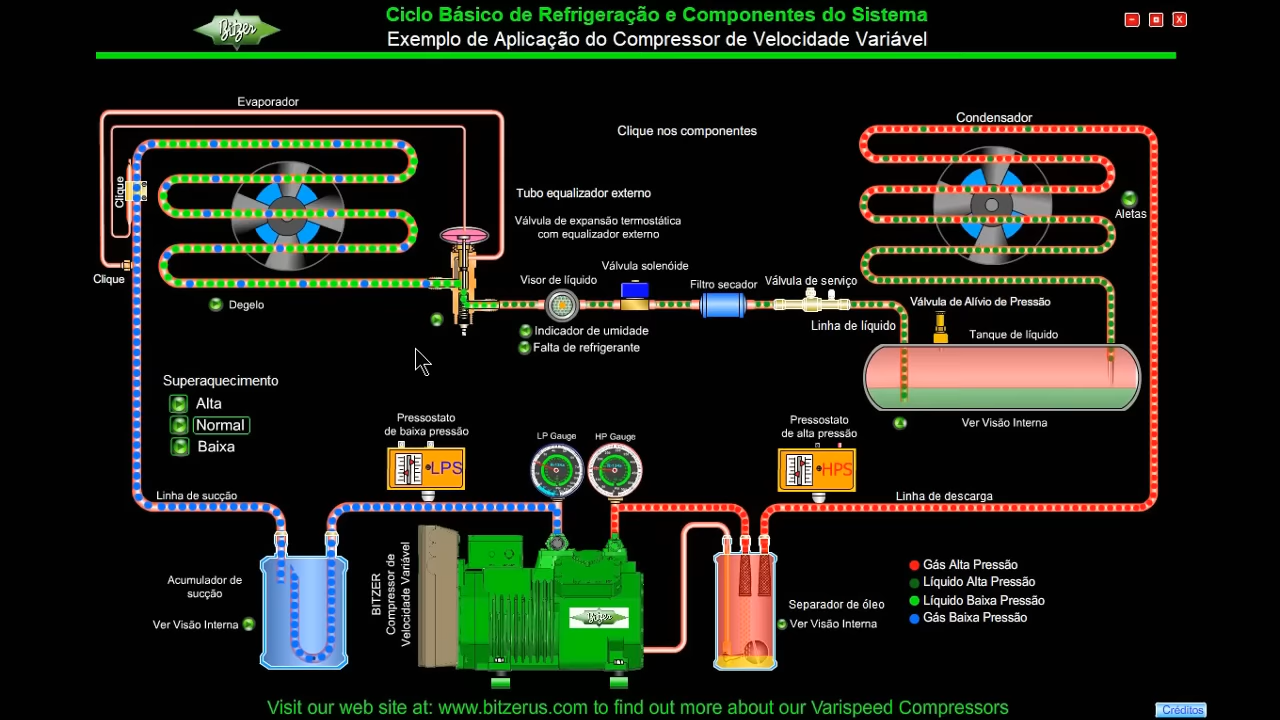 Bitzer
Ciclo Básico de Refrigeração e Componentes do Sistema
Exemplo de Aplicação do Compressor de Velocidade Variável
Evaporador
Clique nos componentes
Condensador
Clique
Tubo equalizador externo
Aletas
Válvula de expansão termostática
com equalizador externo
Clique
Válvula solenóide
Visor de líquido
Filtro secador
Válvula de serviço
Degelo
Válvula de Alívio de Pressão
Linha de líquido
Tanque de líquido
Indicador de umidade
Falta de refrigerante
Superaquecimento
Alta
Normal
Baixa
Pressostato
de baixa pressão
LP Gauge
HP Gauge
Pressostato
de alta pressão
Ver Visão Interna
LPS
HPS
Linha de sucção
Linha de descarga
BITZER
Compressor de
Velocidade Variável
Acumulador de
sucção
Ver Visão Interna
Bitzer
Separador de óleo
Ver Visão Interna
Gás Alta Pressão
Líquido Alta Pressão
Líquido Baixa Pressão
Gás Baixa Pressão
Visit our web site at: www.bitzerus.com to find out more about our Varispeed Compressors
Créditos